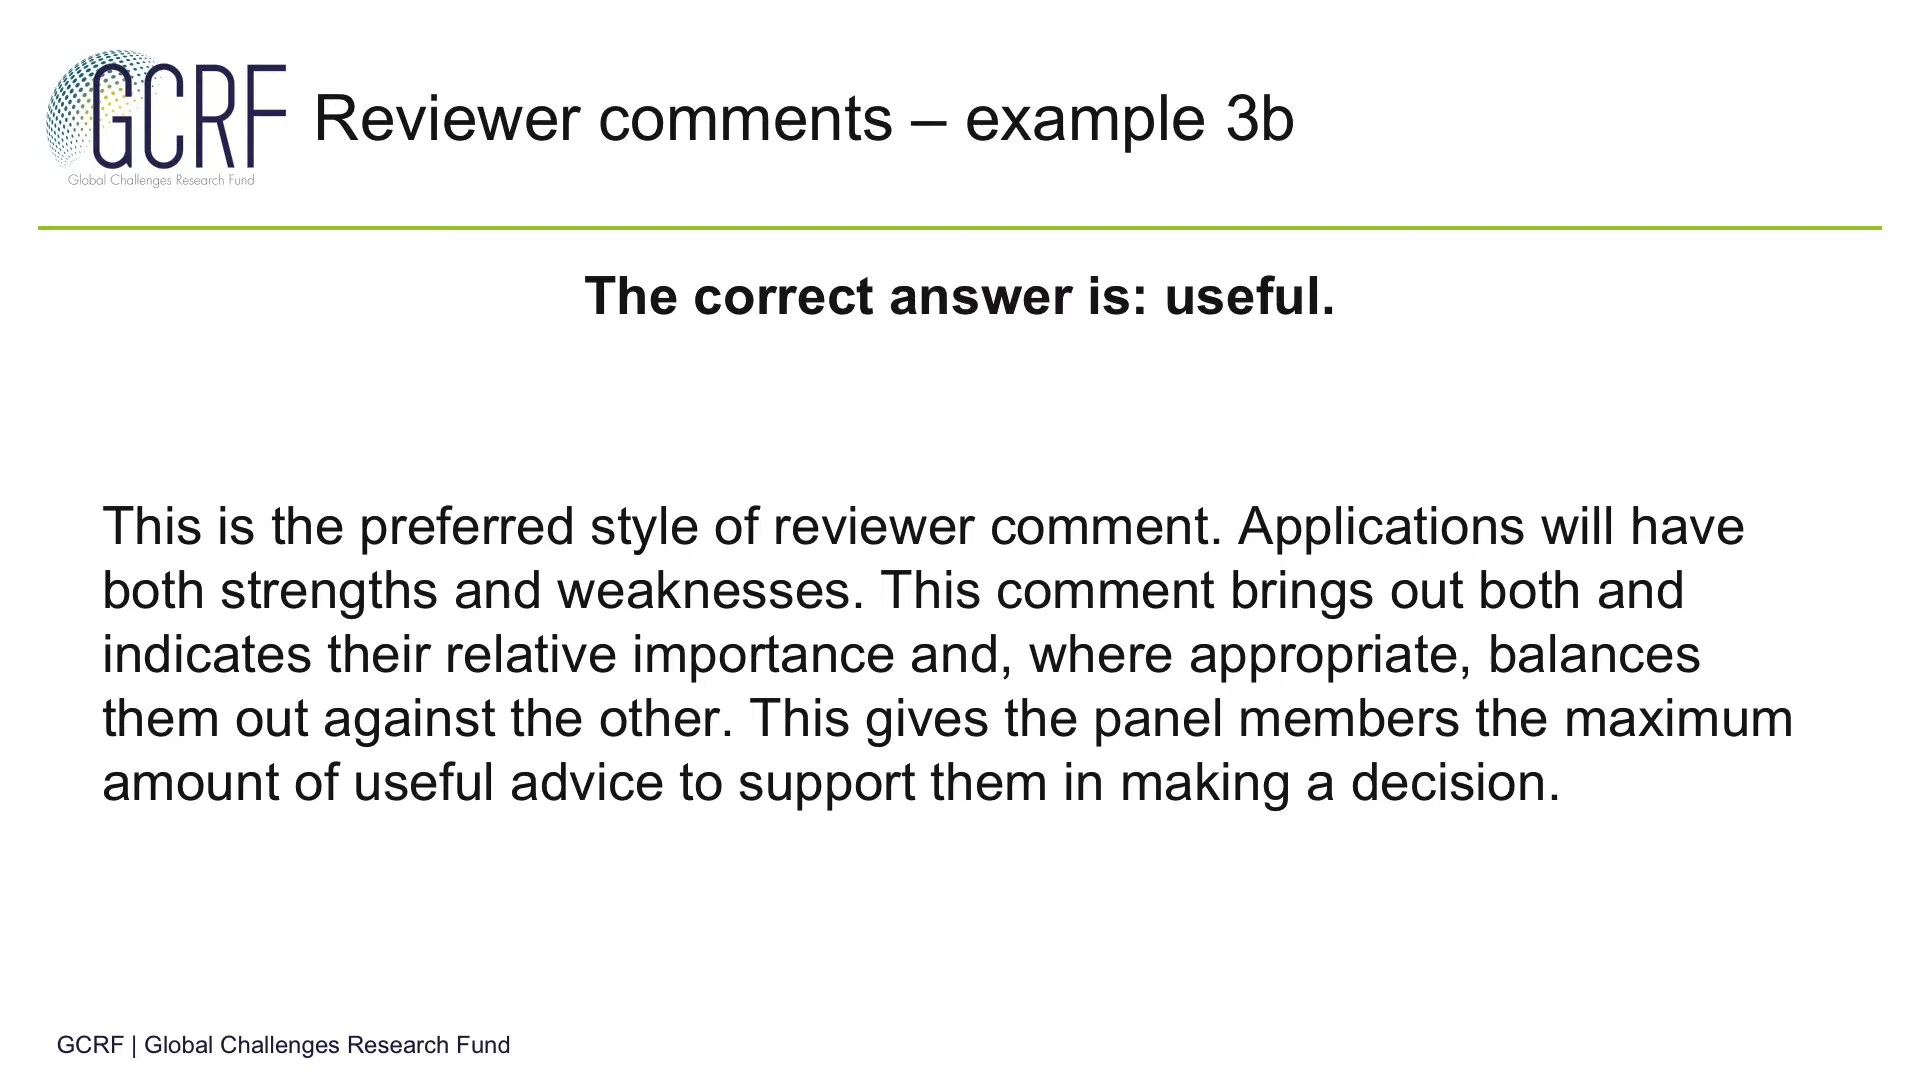 GCRF
Global Challenges Research Fund
Reviewer comments – example 3b
The correct answer is: useful.
This is the preferred style of reviewer comment. Applications will have
both strengths and weaknesses. This comment brings out both and
indicates their relative importance and, where appropriate, balances
them out against the other. This gives the panel members the maximum
amount of useful advice to support them in making a decision.
GCRF | Global Challenges Research Fund